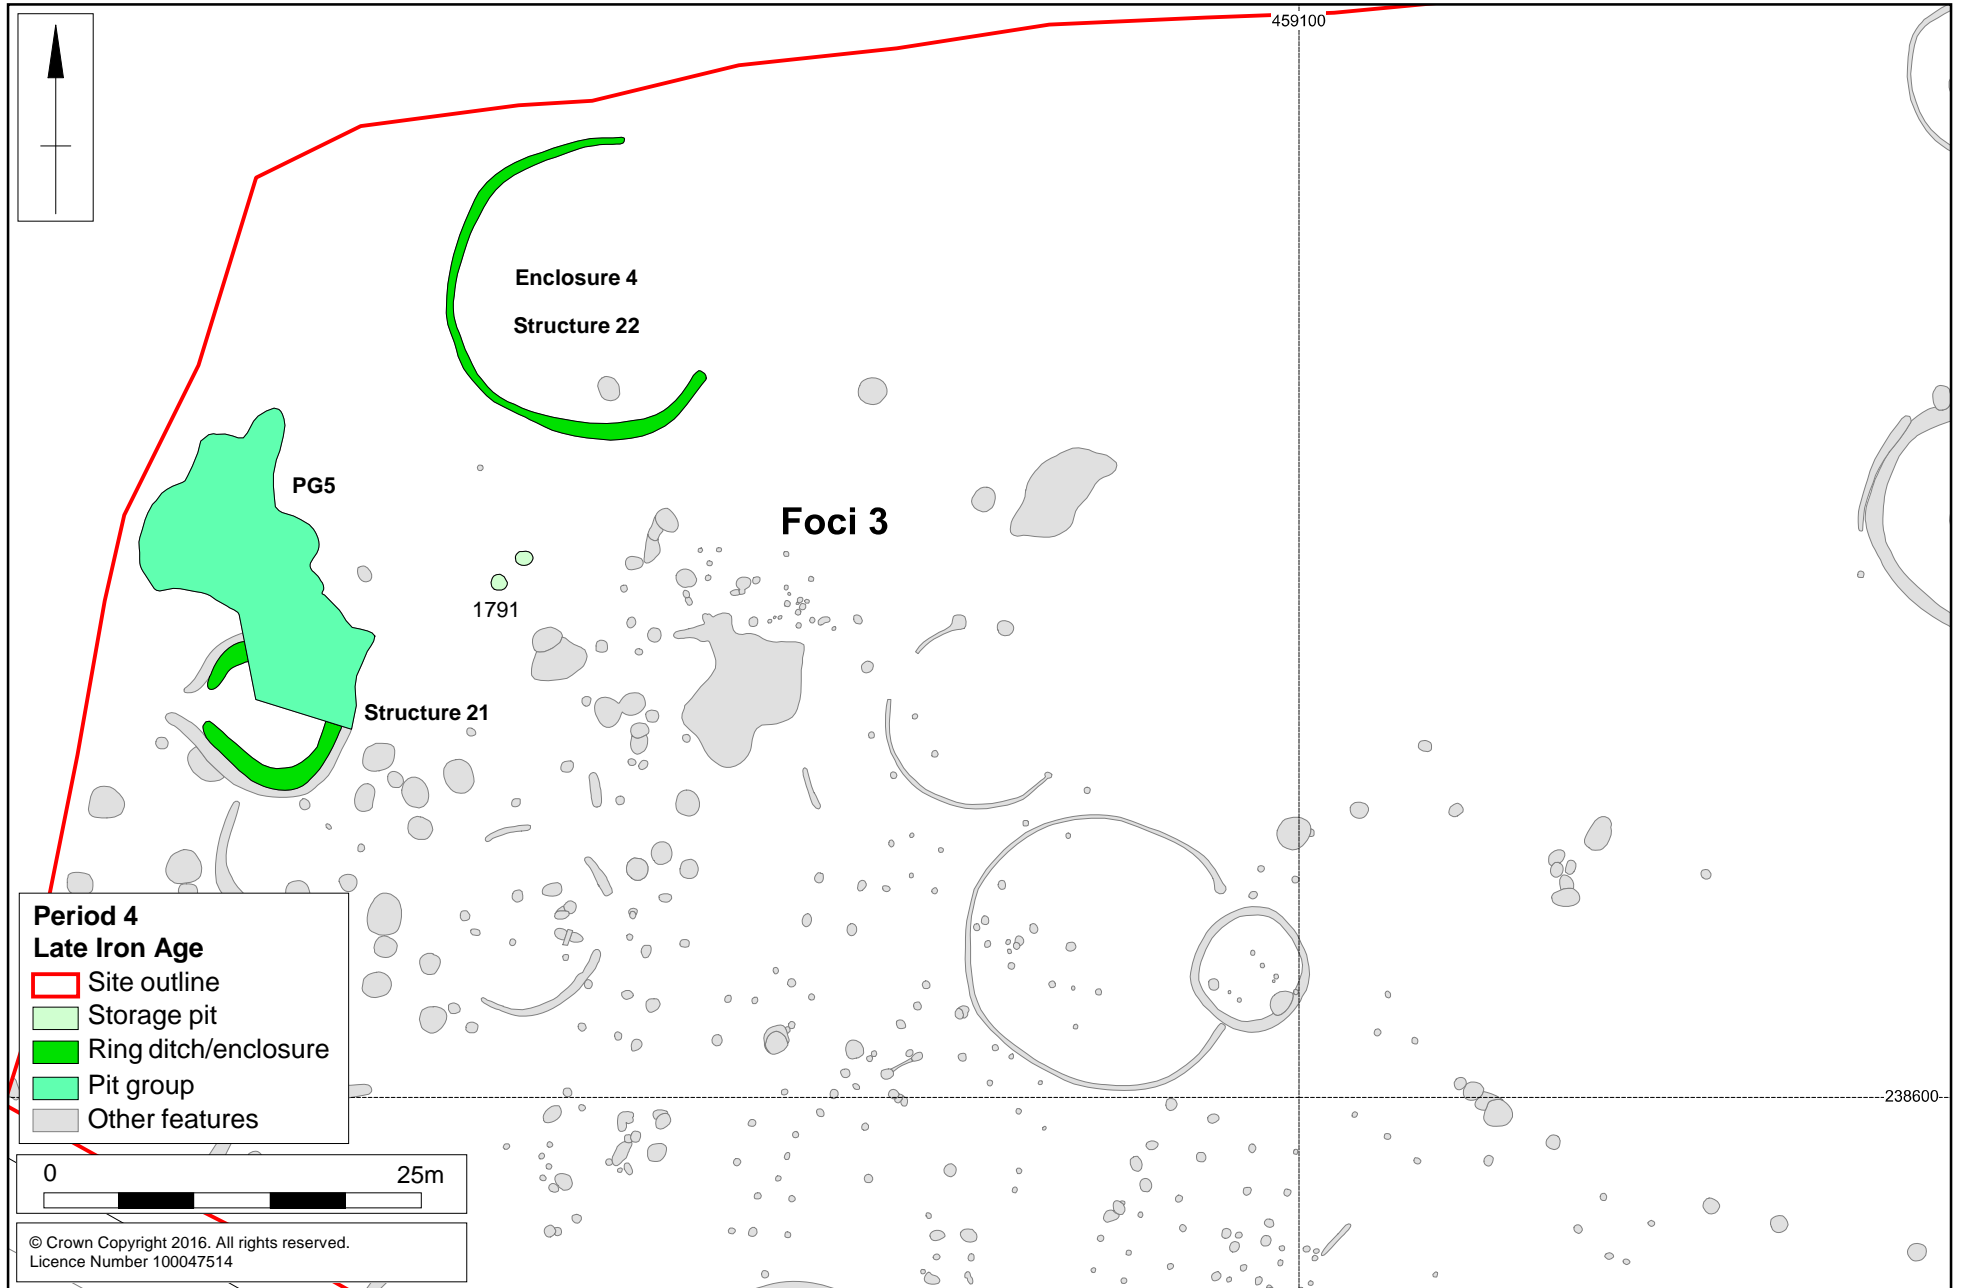 459100
Enclosure 4
Structure 22
PG5
Foci 3
1791
Structure 21
Period 4
Late Iron Age
Site outline
Storage pit
Ring ditch/enclosure
Pit group
Other features
238600
0 25m
© Crown Copyright 2016. All rights reserved.
Licence Number 100047514